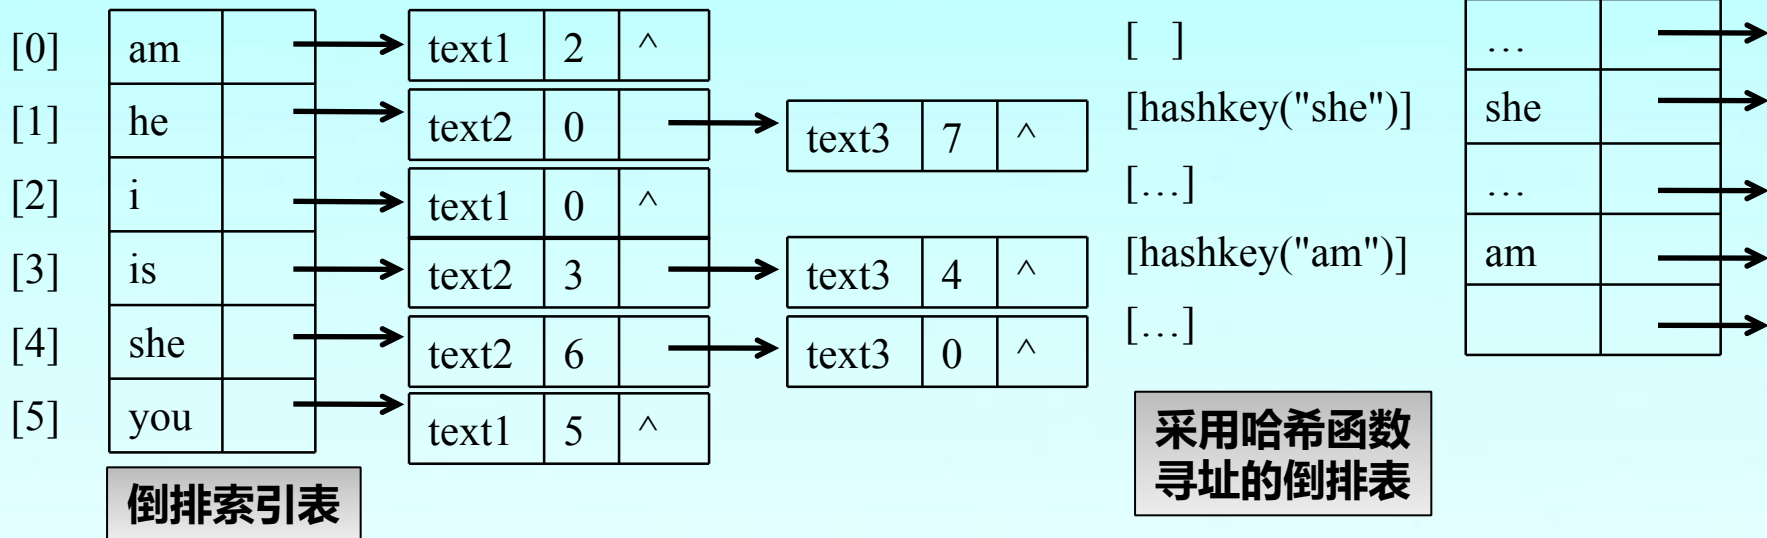 [0] am text1 2 ^
[1] he text2 0 text3 7 ^
[2] i text1 0 ^
[3] is text2 3 text3 4 ^
[4] she text2 6 text3 0 ^
[5] you text1 5 ^
倒排索引表
[ ] …
[hashkey("she")] she
[…] …
[hashkey("am")] am
[…]
采用哈希函数
寻址的倒排表